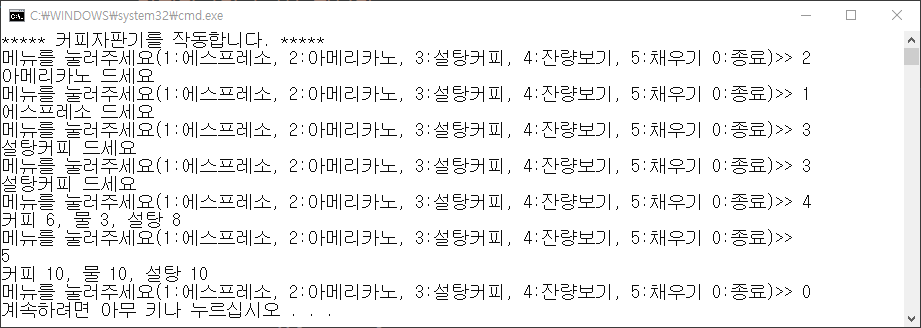 C:₩WINDOWS₩system32₩cmd.exe
***** 커피자판기를 작동합니다. *****
메뉴를 눌러주세요(1:에스프레소, 2:아메리카노, 3:설탕커피, 4:잔량보기, 5:채우기 0:종료)>> 2
아메리카노 드세요
메뉴를 눌러주세요(1:에스프레소, 2:아메리카노, 3:설탕커피, 4:잔량보기, 5:채우기 0:종료)>> 1
에스프레소 드세요
메뉴를 눌러주세요(1:에스프레소, 2:아메리카노, 3:설탕커피, 4:잔량보기, 5:채우기 0:종료)>> 3
설탕커피 드세요
메뉴를 눌러주세요(1:에스프레소, 2:아메리카노, 3:설탕커피, 4:잔량보기, 5:채우기 0:종료)>> 3
설탕커피 드세요
메뉴를 눌러주세요(1:에스프레소, 2:아메리카노, 3:설탕커피, 4:잔량보기, 5:채우기 0:종료)>> 4
커피 6, 물 3, 설탕 8
메뉴를 눌러주세요(1:에스프레소, 2:아메리카노, 3:설탕커피, 4:잔량보기, 5:채우기 0:종료)>>
5
커피 10, 물 10, 설탕 10
메뉴를 눌러주세요(1:에스프레소, 2:아메리카노, 3:설탕커피, 4:잔량보기, 5:채우기 0:종료)>> 0
계속하려면 아무 키나 누르십시오 . . .